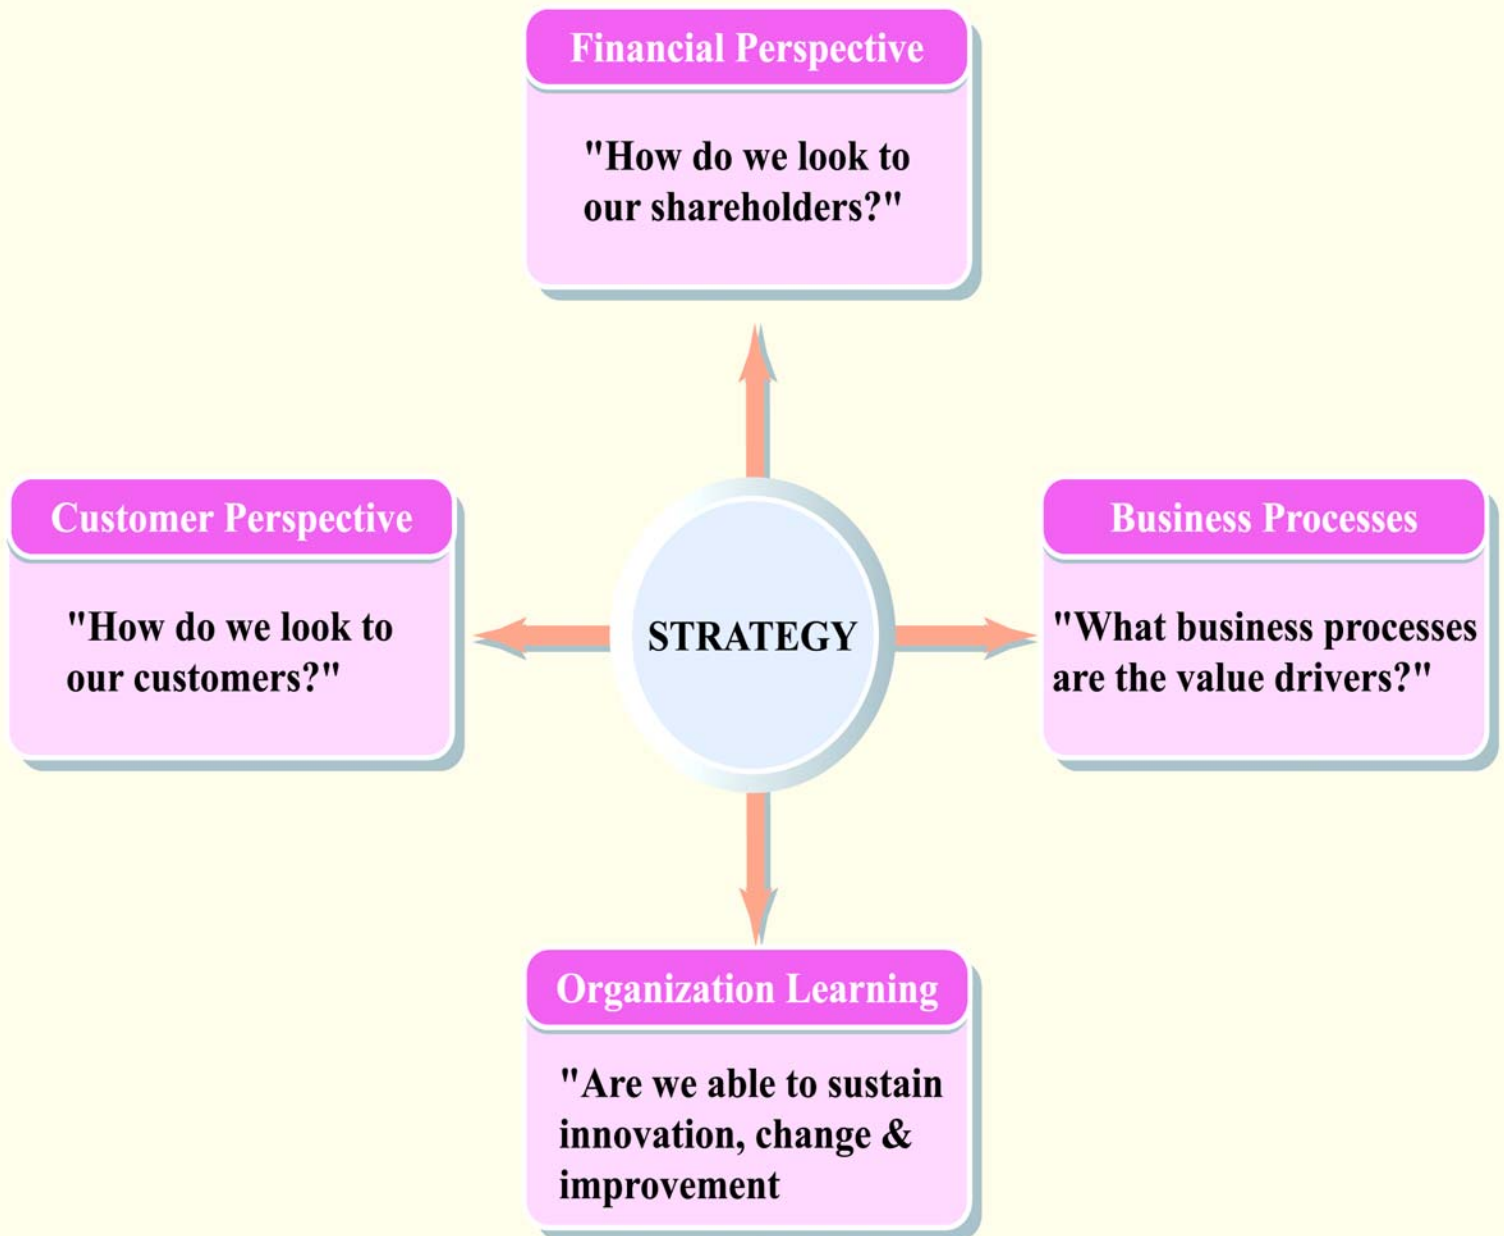 Financial Perspective
"How do we look to
our shareholders?"
Customer Perspective
"How do we look to
our customers?"
STRATEGY
Business Processes
"What business processes
are the value drivers?"
Organization Learning
"Are we able to sustain
innovation, change &
improvement